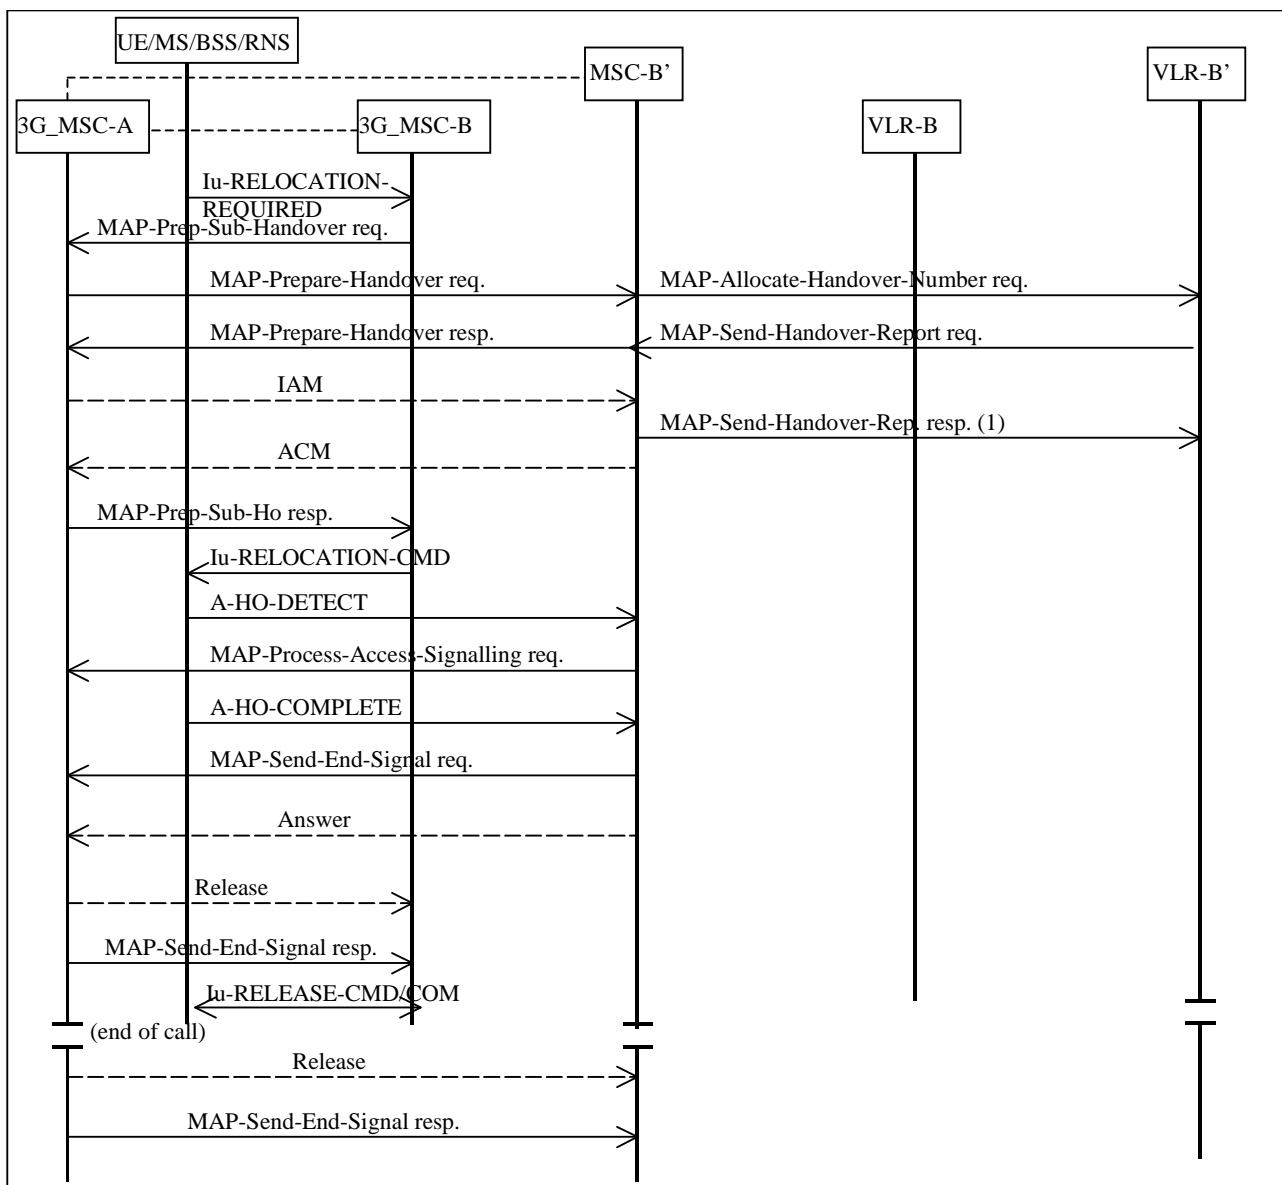 UE/MS/BSS/RNS
MSC-B’
VLR-B’
3G_MSC-A
3G_MSC-B
VLR-B
Iu-RELOCATION-
REQUIRED
MAP-Prep-Sub-Handover req.
MAP-Prepare-Handover req.
MAP-Allocate-Handover-Number req.
MAP-Prepare-Handover resp.
MAP-Send-Handover-Report req.
IAM
MAP-Send-Handover-Rep. resp. (1)
ACM
MAP-Prep-Sub-Ho resp.
Iu-RELOCATION-CMD
A-HO-DETECT
MAP-Process-Access-Signalling req.
A-HO-COMPLETE
MAP-Send-End-Signal req.
Answer
Release
MAP-Send-End-Signal resp.
Iu-RELEASE-CMD/COM
(end of call)
Release
MAP-Send-End-Signal resp.